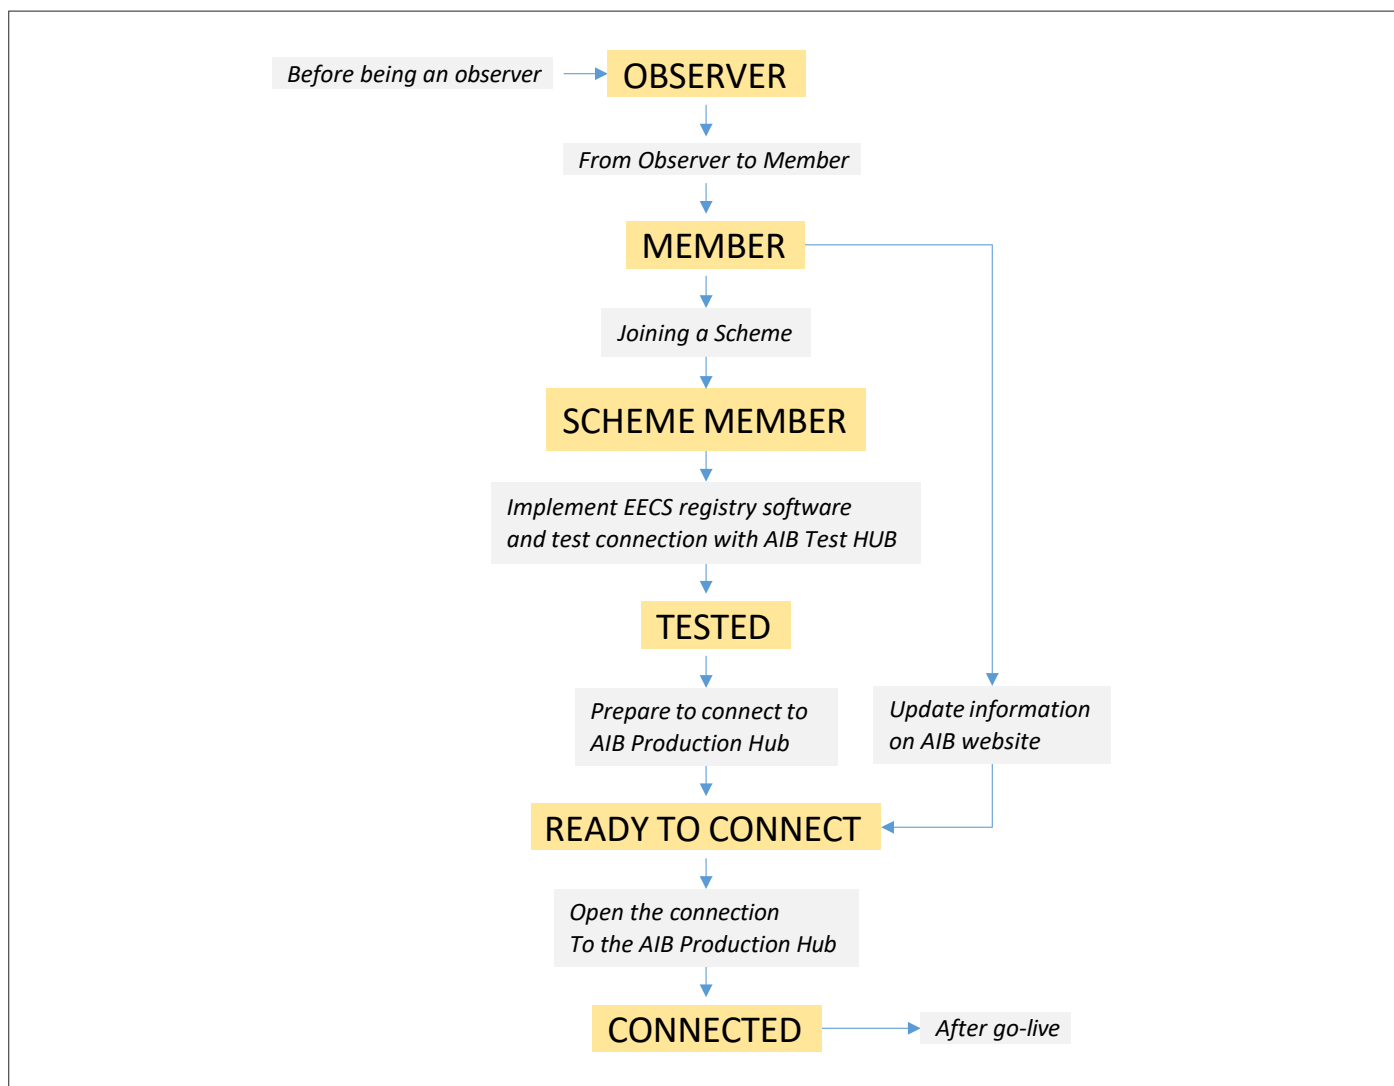 Before being an observer
OBSERVER
From Observer to Member
MEMBER
Joining a Scheme
SCHEME MEMBER
Implement EECS registry software
and test connection with AIB Test HUB
TESTED
Prepare to connect to
AIB Production Hub
Update information
on AIB website
READY TO CONNECT
Open the connection
To the AIB Production Hub
CONNECTED
After go-live